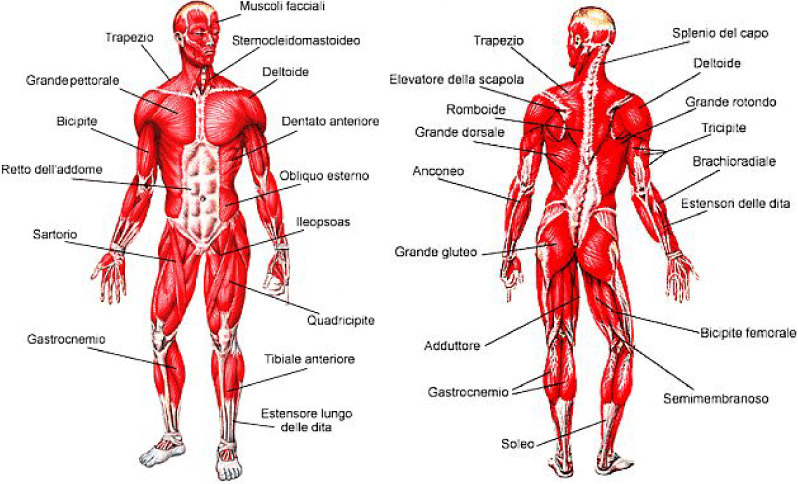 Muscoli facciali
Trapezio
Sternocleidomastoideo
Deltoide
Grande pettorale
Bicipite
Dentato anteriore
Retto dell'addome
Obliquo esterno
Ileopsoas
Sartorio
Quadricipite
Gastrocnemio
Tibiale anteriore
Estensore lungo
delle dita
Splenio del capo
Trapezio
Deltoide
Elevatore della scapola
Grande rotondo
Romboide
Tricipite
Grande dorsale
Brachioradiale
Anconeo
Estensori delle dita
Grande gluteo
Bicipite femorale
Adduttore
Gastrocnemio
Semimembranoso
Soleo